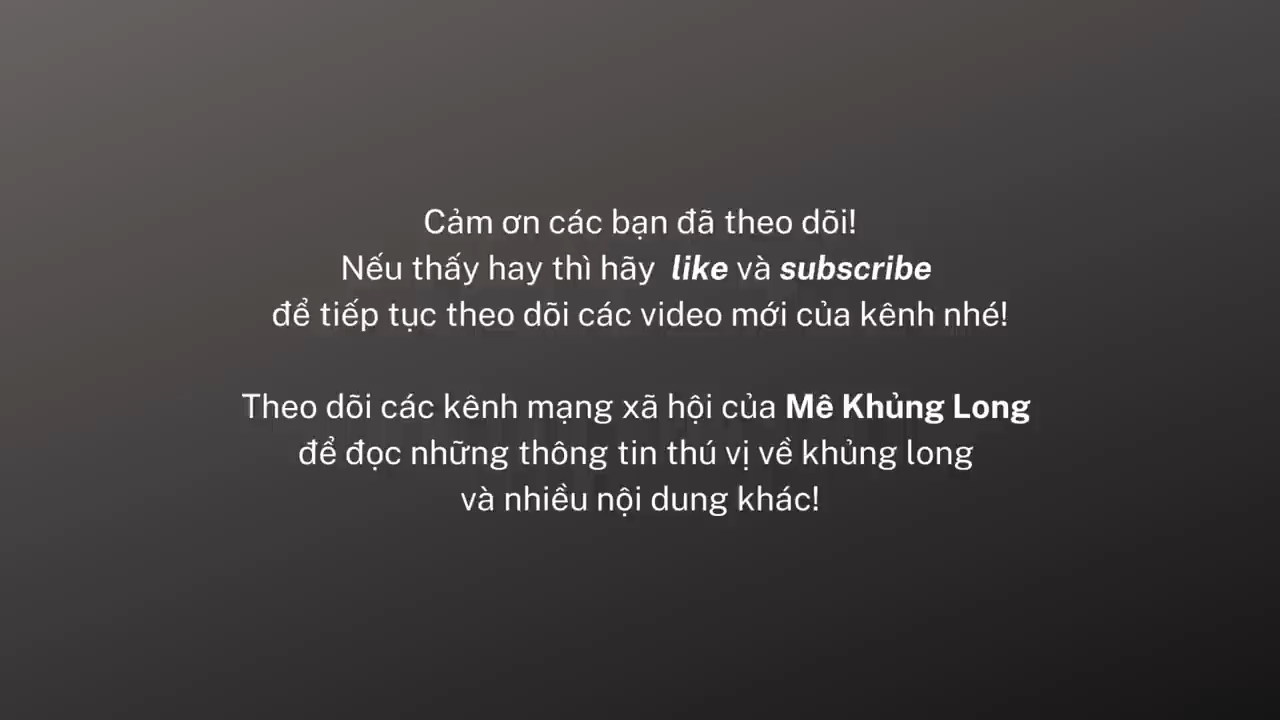 Cảm ơn các bạn đã theo dõi!
Nếu thấy hay thì hãy like và subscribe
để tiếp tục theo dõi các video mới của kênh nhé!
Theo dõi các kênh mạng xã hội của Mê Khủng Long
để đọc những thông tin thú vị về khủng long
và nhiều nội dung khác!